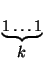 1 . . . 1
k